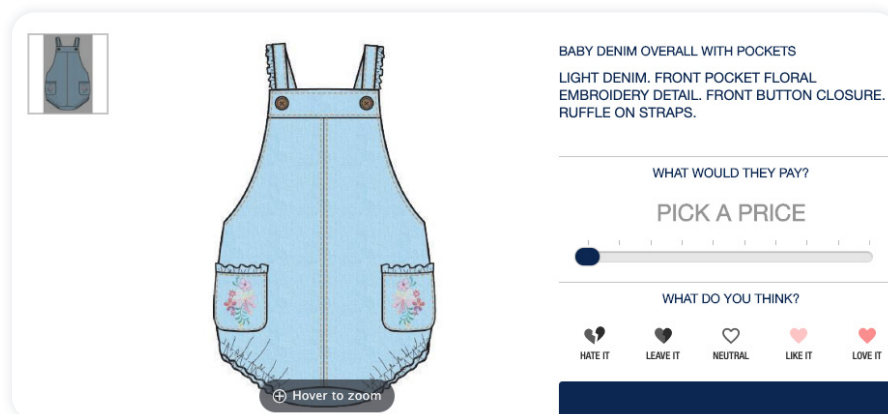 BABY DENIM OVERALL WITH POCKETS
LIGHT DENIM. FRONT POCKET FLORAL
EMBROIDERY DETAIL. FRONT BUTTON CLOSURE.
RUFFLE ON STRAPS.
WHAT WOULD THEY PAY?
PICK A PRICE
WHAT DO YOU THINK?
HATE IT LEAVE IT NEUTRAL LIKE IT LOVE IT
Hover to zoom